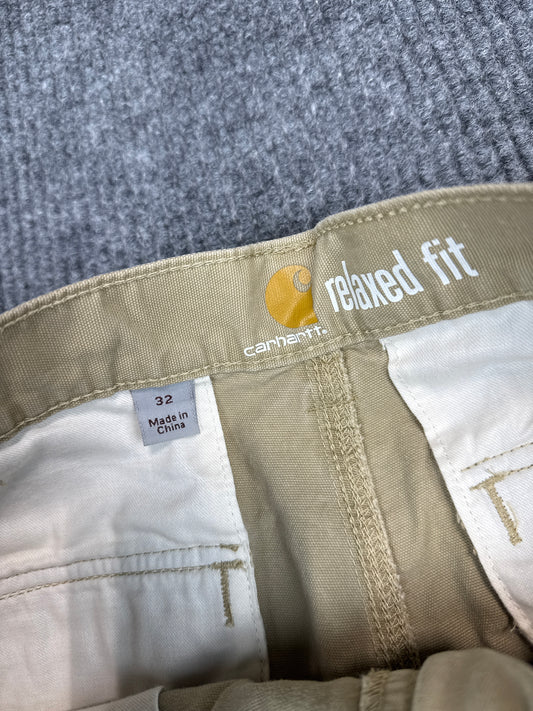 relaxed fit
carhartt.
32
Made in
China